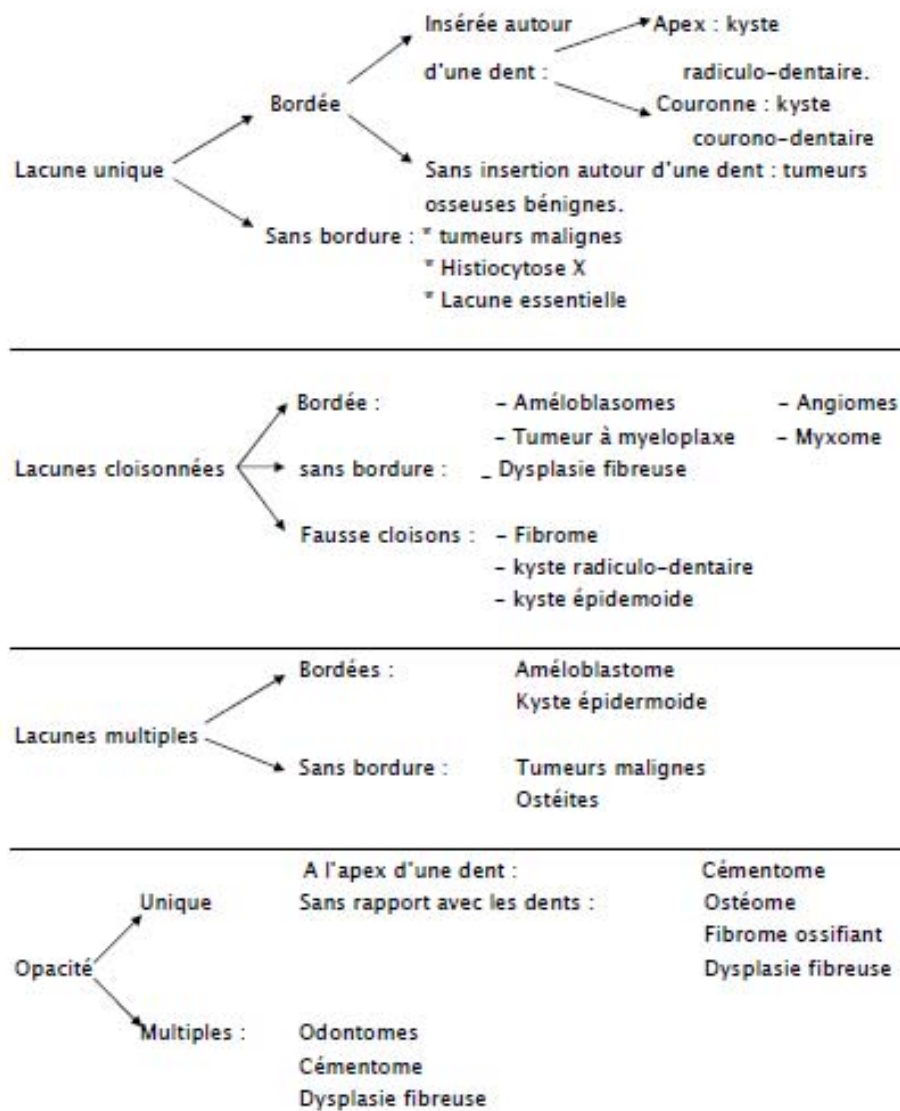 Insérée autour Apex : kyste
d'une dent : radiculo-dentaire.
Bordée Couronne : kyste
courono-dentaire
Lacune unique Sans insertion autour d'une dent : tumeurs
osseuses bénignes.
Sans bordure : * tumeurs malignes
* Histiocytose X
* Lacune essentielle
Bordée : - Améloblasomes - Angiomes
- Tumeur à myeloplaxe - Myxome
Lacunes cloisonnées sans bordure : _ Dysplasie fibreuse
Fausse cloisons : - Fibrome
- kyste radiculo-dentaire
- kyste épidemoide
Bordées : Améloblastome
Kyste épidermoide
Lacunes multiples
Sans bordure : Tumeurs malignes
Ostéites
A l'apex d'une dent : Cémentome
Unique Sans rapport avec les dents : Ostéome
Fibrome ossifiant
Opacité Dysplasie fibreuse
Multiples : Odontomes
Cémentome
Dysplasie fibreuse